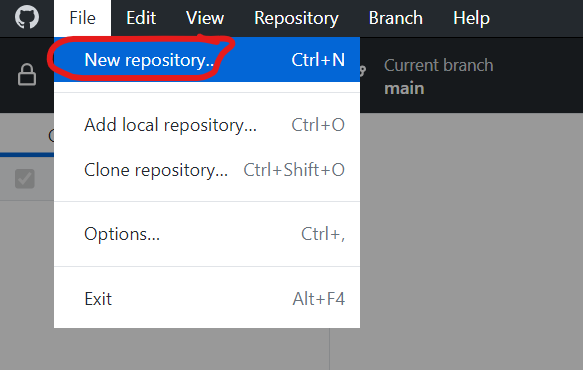 File Edit View Repository Branch Help
New repository... Ctrl+N
Current branch
main
Add local repository... Ctrl+O
Clone repository... Ctrl+Shift+O
Options... Ctrl+,
Exit Alt+F4